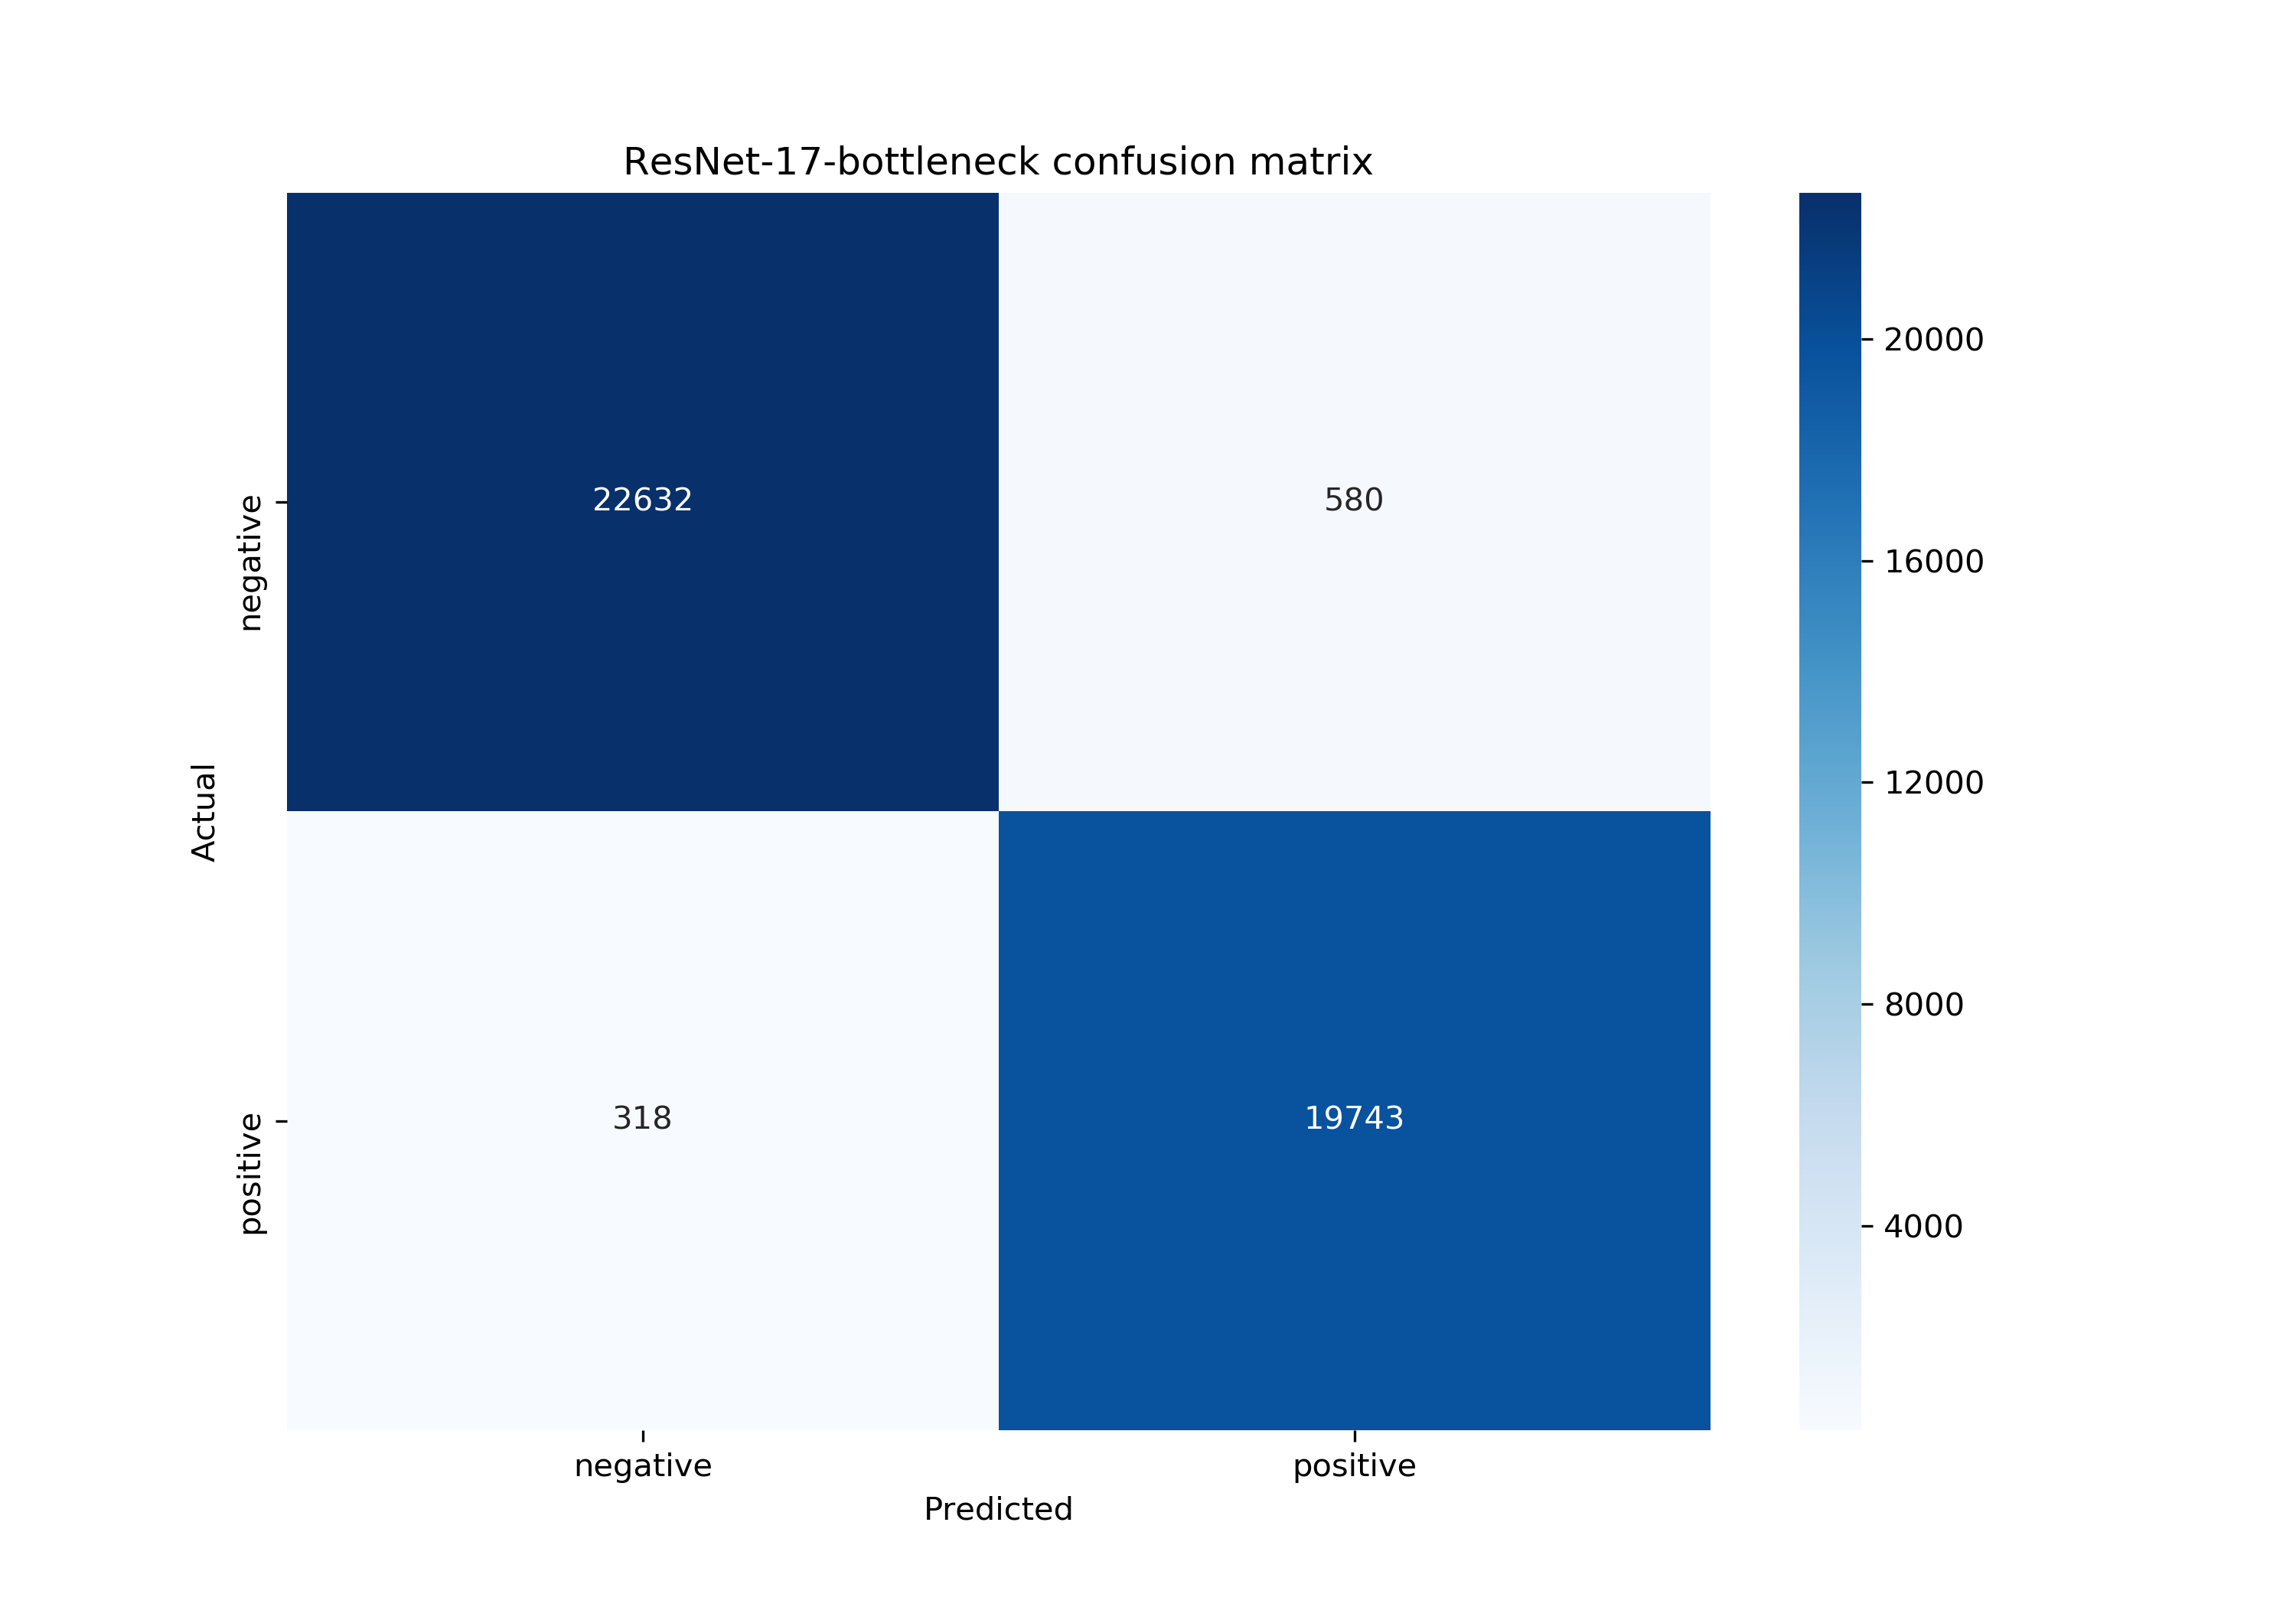 ResNet-17-bottleneck confusion matrix
Actual
negative
22632
580
positive
318
19743
negative
positive
Predicted
20000
16000
12000
8000
4000